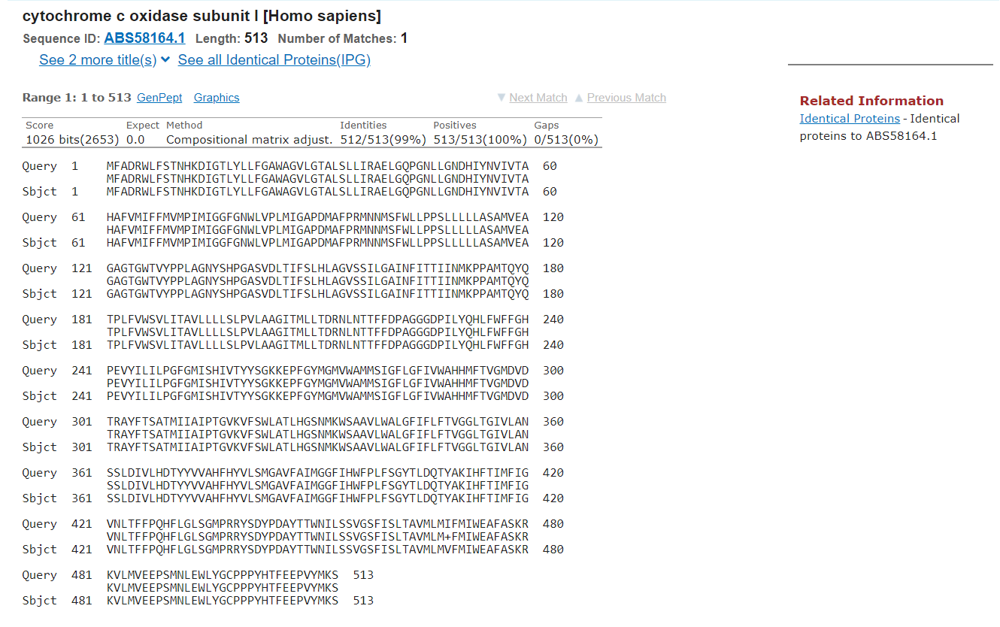 cytochrome c oxidase subunit I [Homo sapiens]
Sequence ID: ABS58164.1 Length: 513 Number of Matches: 1
See 2 more title(s) See all Identical Proteins(IPG)
Range 1: 1 to 513 GenPept Graphics ▼ Next Match ▲ Previous Match
Score Expect Method Identities Positives Gaps
1026 bits(2653) 0.0 Compositional matrix adjust. 512/513(99%) 513/513(100%) 0/513(0%)
Query 1 MFADRWLFSTNHKDIGTLYLLFGAWAGVLGTALSLLIRAELGQPGNLLGNDHIYNVIVTA 60
MFADRWLFSTNHKDIGTLYLLFGAWAGVLGTALSLLIRAELGQPGNLLGNDHIYNVIVTA
Sbjct 1 MFADRWLFSTNHKDIGTLYLLFGAWAGVLGTALSLLIRAELGQPGNLLGNDHIYNVIVTA 60
Query 61 HAFVMIFFMVMPIMIGGFGNWLVPLMIGAPDMAFPRMNNMSFWLLPPSLLLLLASAMVEA 120
HAFVMIFFMVMPIMIGGFGNWLVPLMIGAPDMAFPRMNNMSFWLLPPSLLLLLASAMVEA
Sbjct 61 HAFVMIFFMVMPIMIGGFGNWLVPLMIGAPDMAFPRMNNMSFWLLPPSLLLLLASAMVEA 120
Query 121 GAGTGWTVYPPLAGNYSHPGASVDLTIFSLHLAGVSSILGAINFITTIINMKPPAMTQYQ 180
GAGTGWTVYPPLAGNYSHPGASVDLTIFSLHLAGVSSILGAINFITTIINMKPPAMTQYQ
Sbjct 121 GAGTGWTVYPPLAGNYSHPGASVDLTIFSLHLAGVSSILGAINFITTIINMKPPAMTQYQ 180
Query 181 TPLFVWSVLITAVLLLLSLPVLAAGITMLLTDRNLNTTFFDPAGGGDPILYQHLFWFFGH 240
TPLFVWSVLITAVLLLLSLPVLAAGITMLLTDRNLNTTFFDPAGGGDPILYQHLFWFFGH
Sbjct 181 TPLFVWSVLITAVLLLLSLPVLAAGITMLLTDRNLNTTFFDPAGGGDPILYQHLFWFFGH 240
Query 241 PEVYILILPGFGMISHIVTYYSGKKEPFGYMGMVWAMMSIGFLGFIVWAHHMFTVGMDVD 300
PEVYILILPGFGMISHIVTYYSGKKEPFGYMGMVWAMMSIGFLGFIVWAHHMFTVGMDVD
Sbjct 241 PEVYILILPGFGMISHIVTYYSGKKEPFGYMGMVWAMMSIGFLGFIVWAHHMFTVGMDVD 300
Query 301 TRAYFTSATMIIAIPTGVKVFSWLATLHGSNMKWSAAVLWALGFIFLFTVGGLTGIVLAN 360
TRAYFTSATMIIAIPTGVKVFSWLATLHGSNMKWSAAVLWALGFIFLFTVGGLTGIVLAN
Sbjct 301 TRAYFTSATMIIAIPTGVKVFSWLATLHGSNMKWSAAVLWALGFIFLFTVGGLTGIVLAN 360
Query 361 SSLDIVLHDTYYVVAHFHYVLSMGAVFAIMGGFIHWFPLFSGYTLDQTYAKIHFTIMFIG 420
SSLDIVLHDTYYVVAHFHYVLSMGAVFAIMGGFIHWFPLFSGYTLDQTYAKIHFTIMFIG
Sbjct 361 SSLDIVLHDTYYVVAHFHYVLSMGAVFAIMGGFIHWFPLFSGYTLDQTYAKIHFTIMFIG 420
Query 421 VNLTFFPQHFLGLSGMPRRYSDYPDAYTTWNILSSVGSFISLTAVMLMIFMIWEAFASKR 480
VNLTFFPQHFLGLSGMPRRYSDYPDAYTTWNILSSVGSFISLTAVMLM+FMIWEAFASKR
Sbjct 421 VNLTFFPQHFLGLSGMPRRYSDYPDAYTTWNILSSVGSFISLTAVMLMVFMIWEAFASKR 480
Query 481 KVLMVEEPSMNLEWLYGCPPPYHTFEEPVYMKS 513
KVLMVEEPSMNLEWLYGCPPPYHTFEEPVYMKS
Sbjct 481 KVLMVEEPSMNLEWLYGCPPPYHTFEEPVYMKS 513
Related Information
Identical Proteins - Identical
proteins to ABS58164.1